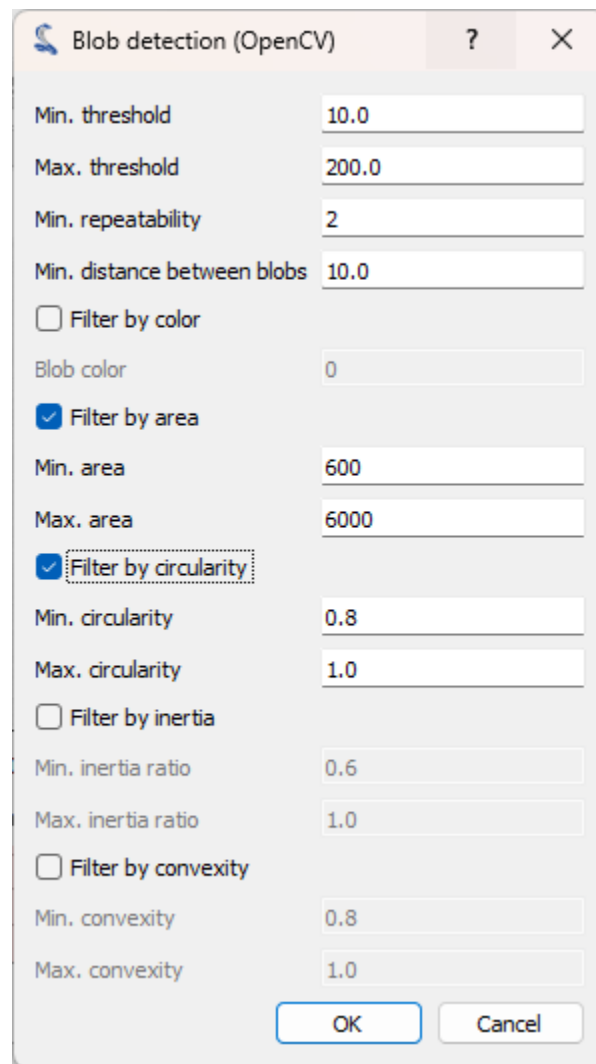 Blob detection (OpenCV) ?
Min. threshold 10.0
Max. threshold 200.0
Min. repeatability 2
Min. distance between blobs 10.0
Filter by color
Blob color 0
Filter by area
Min. area 600
Max. area 6000
Filter by circularity
Min. circularity 0.8
Max. circularity 1.0
Filter by inertia
Min. inertia ratio 0.6
Max. inertia ratio 1.0
Filter by convexity
Min. convexity 0.8
Max. convexity 1.0
OK Cancel